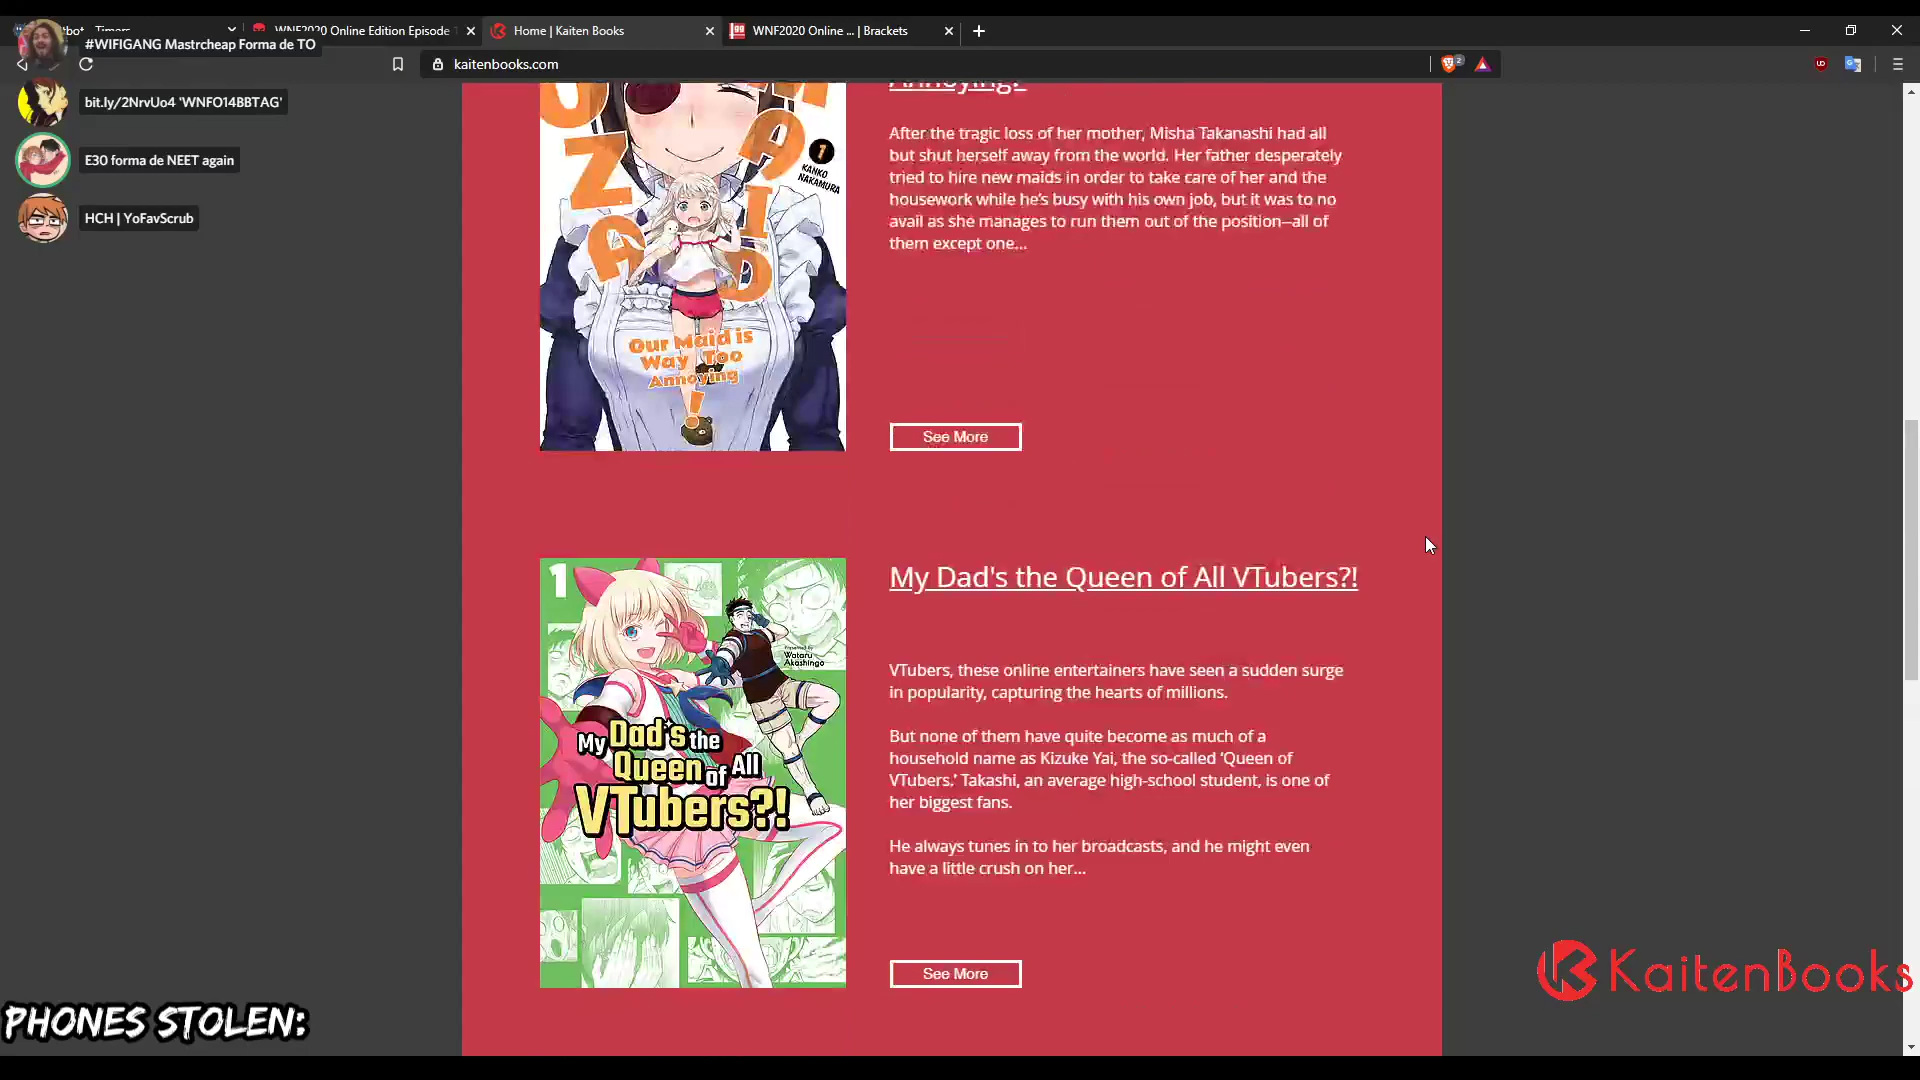 Timers
WNF2020 Online Edition Episode
Home | Kaiten Books
WNF2020 Online ... | Brackets
#WIFIGANG Mastrcheap Forma de TO
kaitenbooks.com
2
bit.ly/2NrvUo4 'WNFO14BBTAG'
E30 forma de NEET again
HCH | YoFavScrub
UZA
MAID
1
KANKO
NAKAMURA
Our Maid is
Way Too
Annoying
!
Annoying!
After the tragic loss of her mother, Misha Takanashi had all
but shut herself away from the world. Her father desperately
tried to hire new maids in order to take care of her and the
housework while he's busy with his own job, but it was to no
avail as she manages to run them out of the position--all of
them except one...
See More
1
Presented by
Wataru
Akashingo
My Dad's the
Queen of All
VTubers?!
My Dad's the Queen of All VTubers?!
VTubers, these online entertainers have seen a sudden surge
in popularity, capturing the hearts of millions.
But none of them have quite become as much of a
household name as Kizuke Yai, the so-called ‘Queen of
VTubers.’ Takashi, an average high-school student, is one of
her biggest fans.
He always tunes in to her broadcasts, and he might even
have a little crush on her...
See More
KaitenBooks
PHONES STOLEN: